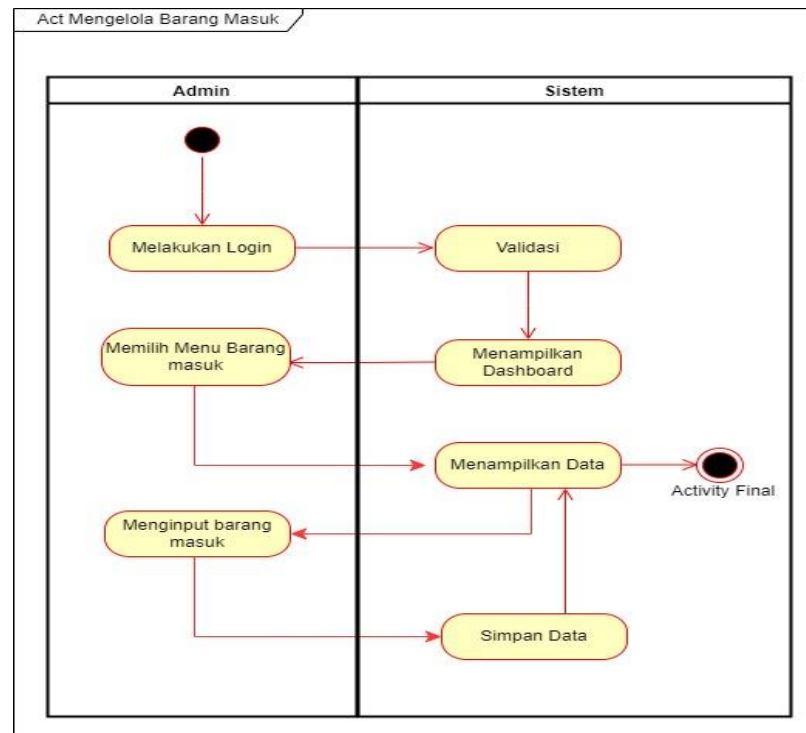 Act Mengelola Barang Masuk
Admin
Sistem
Melakukan Login
Validasi
Memilih Menu Barang
masuk
Menampilkan
Dashboard
Menampilkan Data
Activity Final
Menginput barang
masuk
Simpan Data